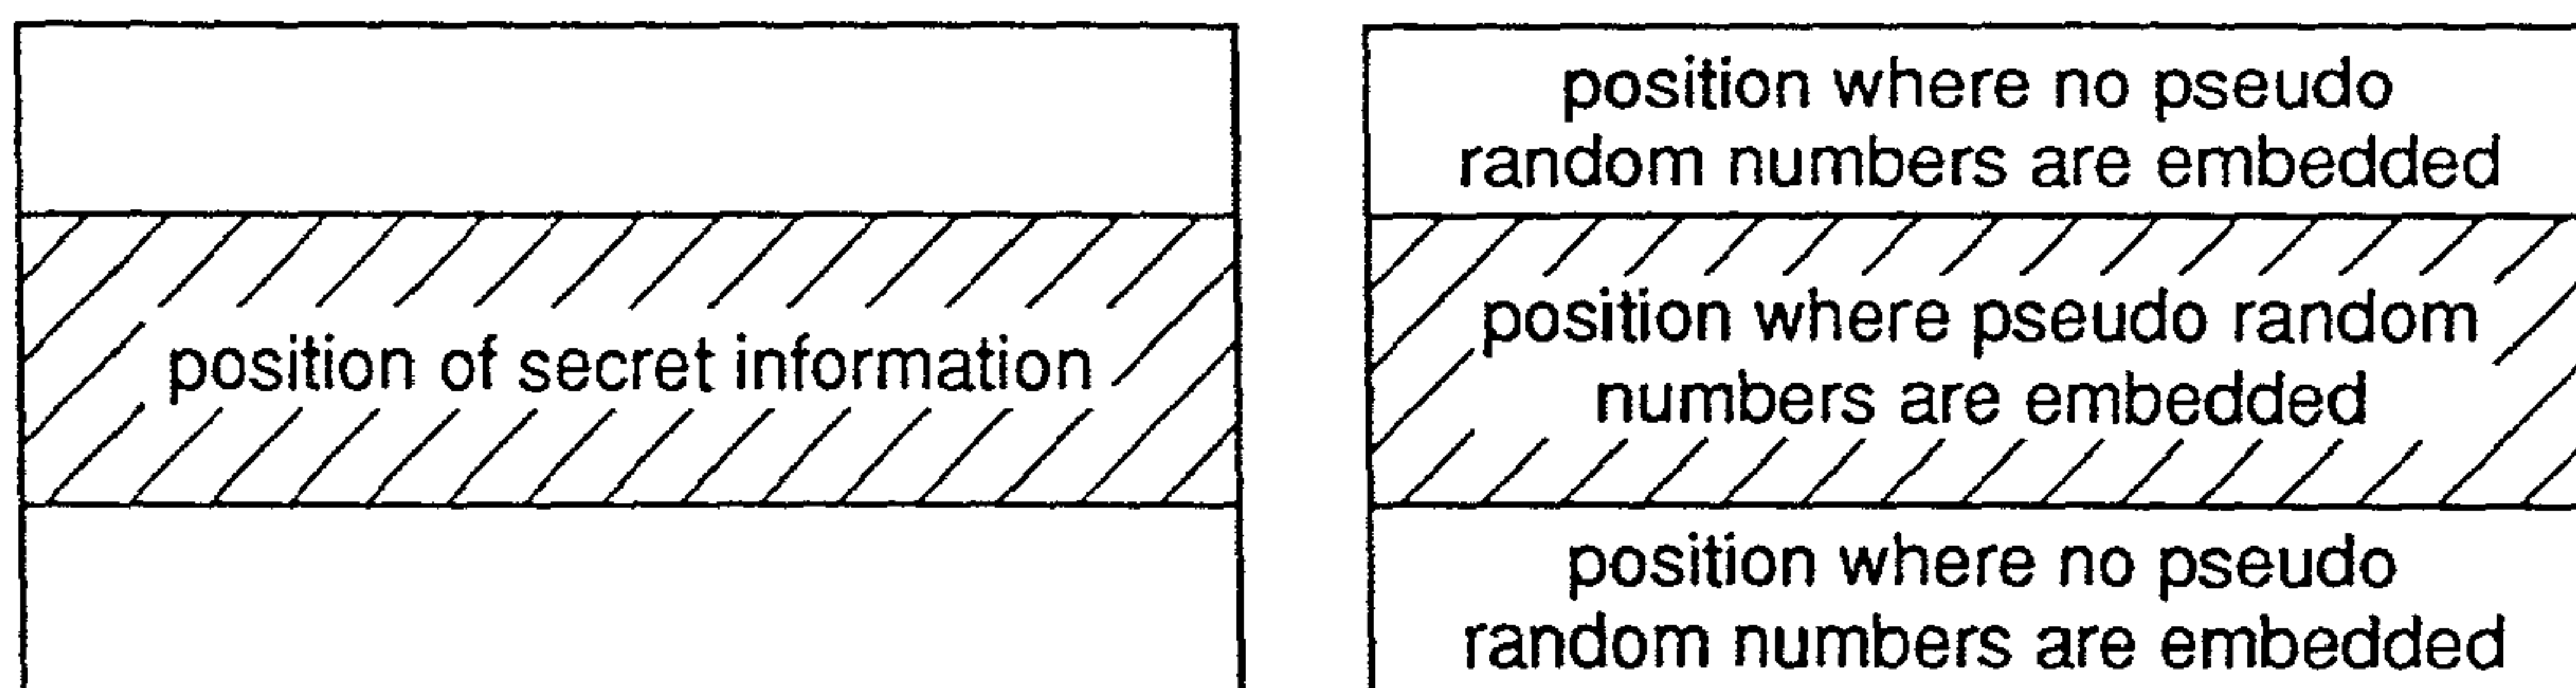 position where no pseudo
random numbers are embedded
position of secret information
position where pseudo random
numbers are embedded
position where no pseudo
random numbers are embedded